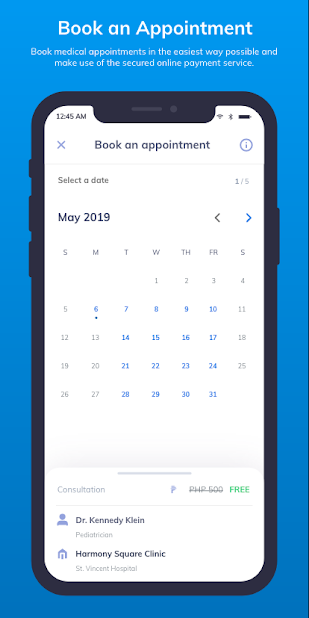 Book an Appointment
Book medical appointments in the easiest way possible and
make use of the secured online payment service.
12:45 AM
Book an appointment
Select a date
1 / 5
May 2019
S M T W TH FR S
1 2 3 4
5 6 7 8 9 10 11
12 13 14 15 16 17 18
19 20 21 22 23 24 25
26 27 28 29 30 31
Consultation PHP 500 FREE
Dr. Kennedy Klein
Pediatrician
Harmony Square Clinic
St. Vincent Hospital